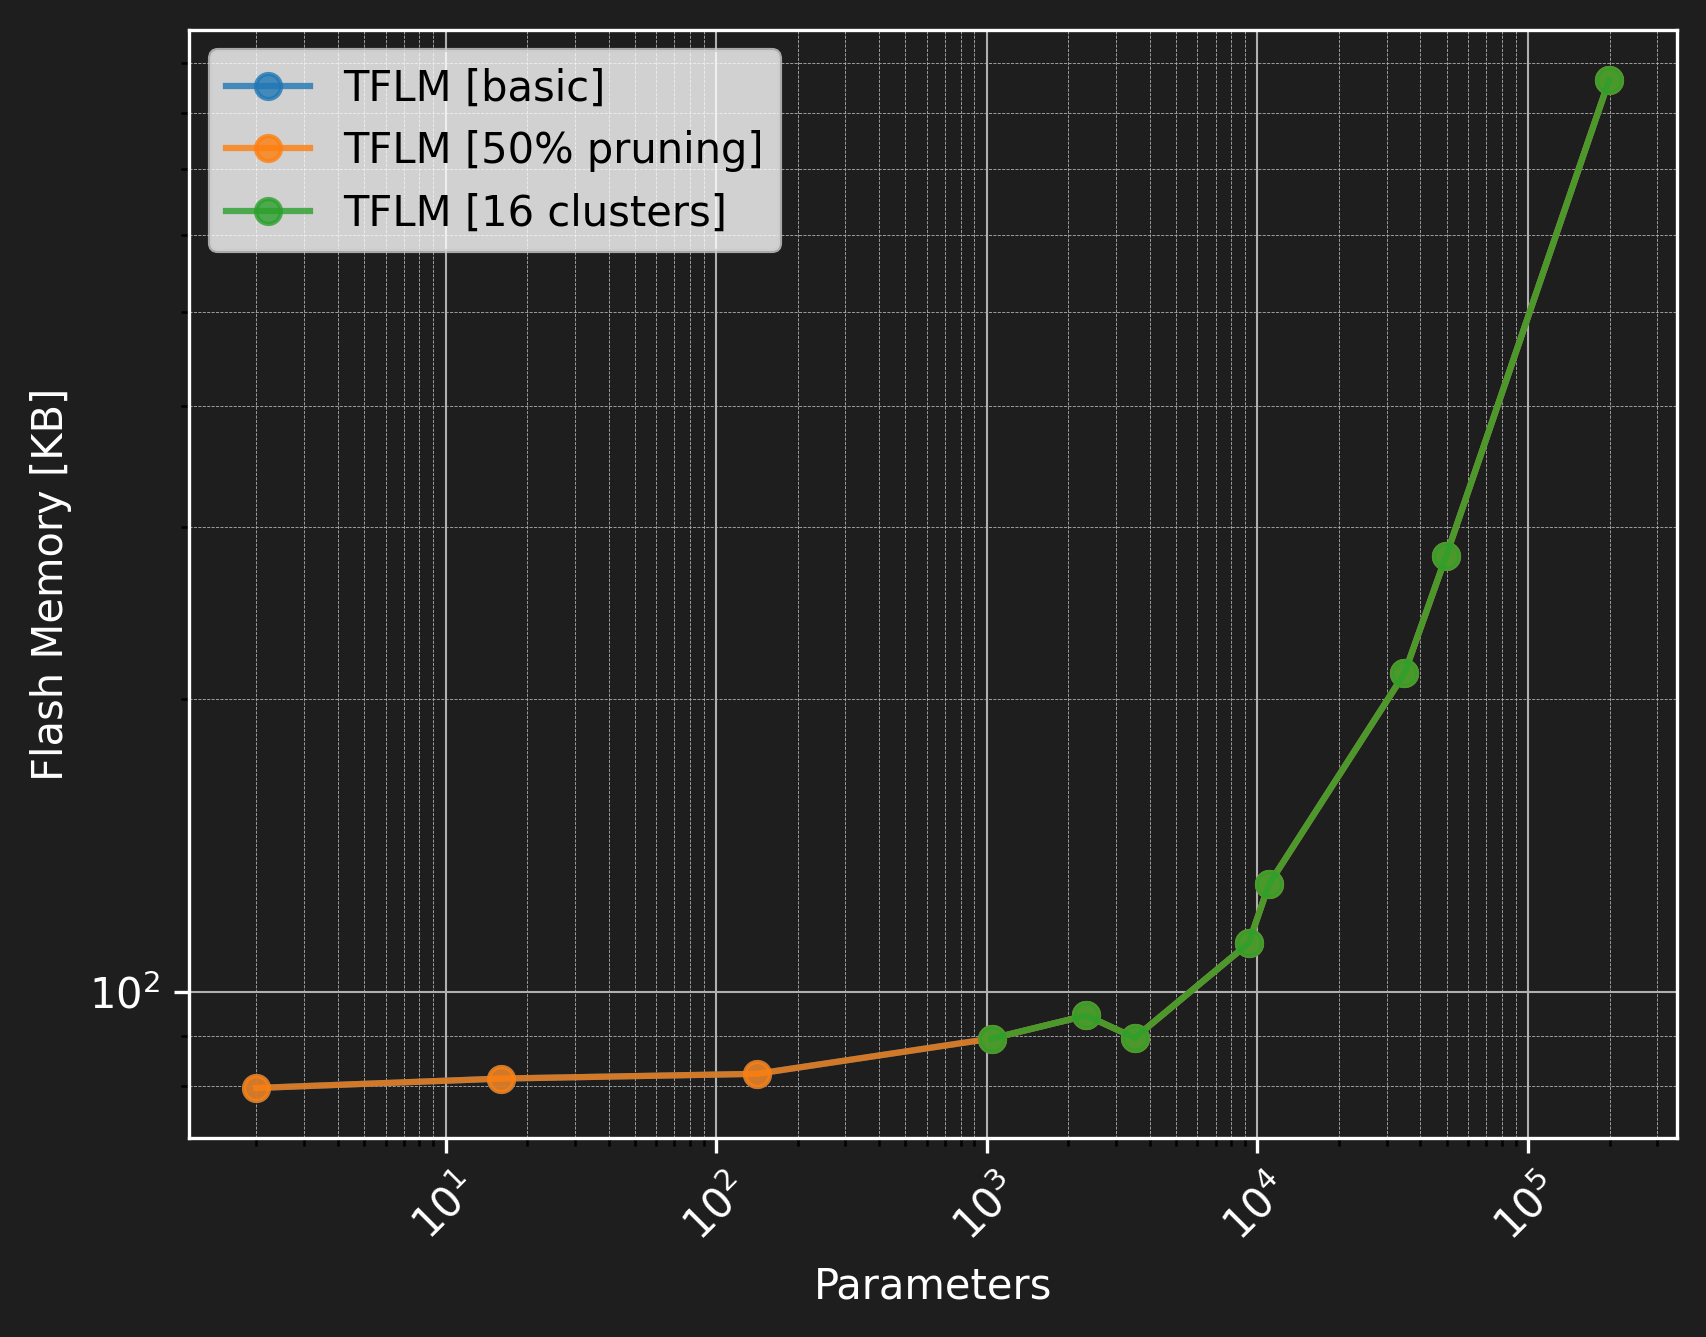 TFLM [basic]
TFLM [50% pruning]
TFLM [16 clusters]
Flash Memory [KB]
10²
10¹
10²
10³
10⁴
10⁵
Parameters